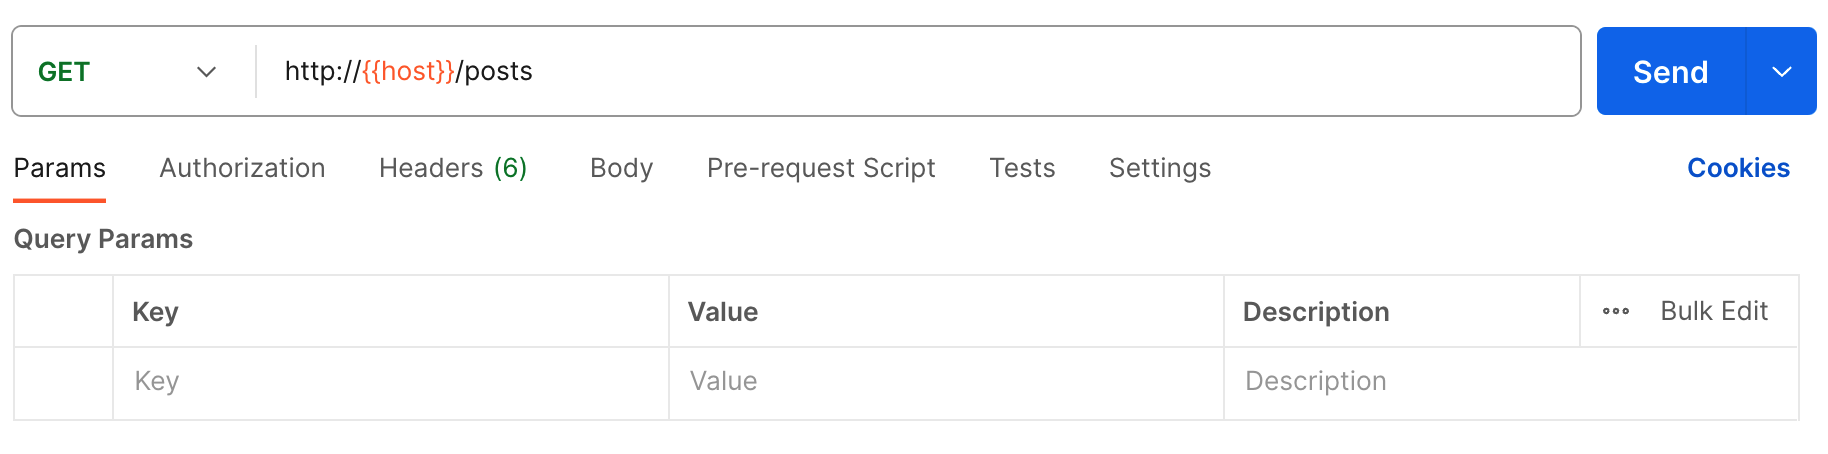 GET http://{{host}}/posts Send
Params Authorization Headers (6) Body Pre-request Script Tests Settings Cookies
Query Params
Key Value Description Bulk Edit
Key Value Description